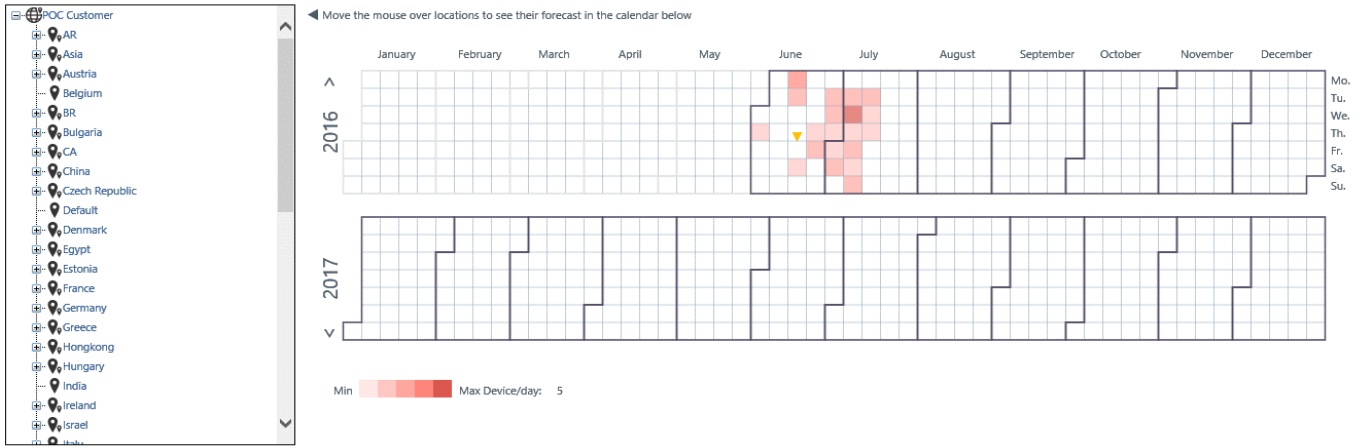 POC Customer
AR
Asia
Austria
Belgium
BR
Bulgaria
CA
China
Czech Republic
Default
Denmark
Egypt
Estonia
France
Germany
Greece
Hongkong
Hungary
India
Ireland
Israel
Italy
Move the mouse over locations to see their forecast in the calendar below
January February March April May June July August September October November December
2016
Mo.
Tu.
We.
Th.
Fr.
Sa.
Su.
2017
Min Max Device/day: 5